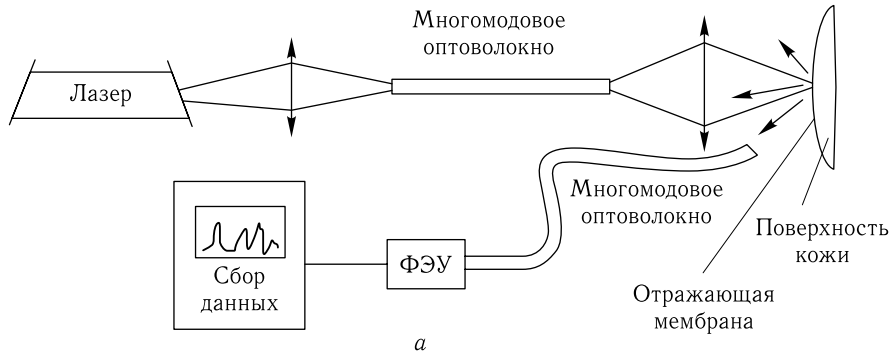 Многомодовое
оптоволокно
Лазер
Многомодовое
оптоволокно
Поверхность
кожи
ФЭУ
Сбор
данных
Отражающая
мембрана
а